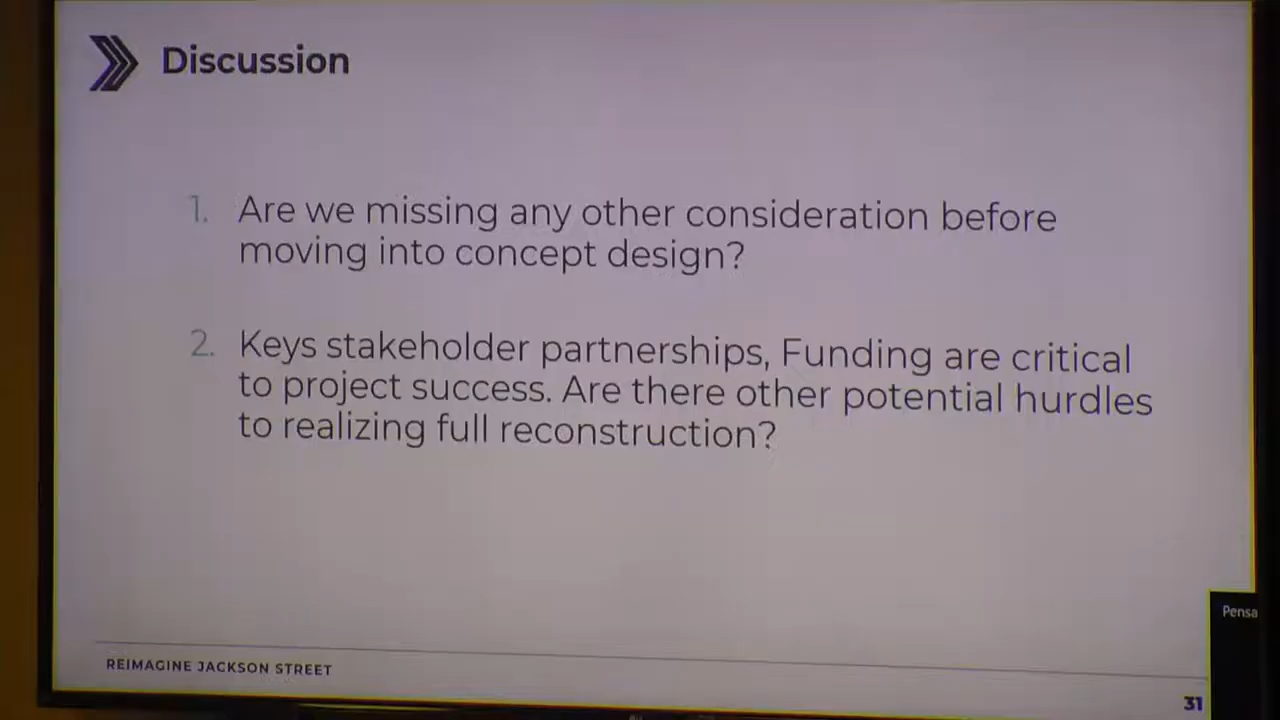 Discussion
1. Are we missing any other consideration before
moving into concept design?
2. Keys stakeholder partnerships, Funding are critical
to project success. Are there other potential hurdles
to realizing full reconstruction?
REIMAGINE JACKSON STREET
31
Pensa